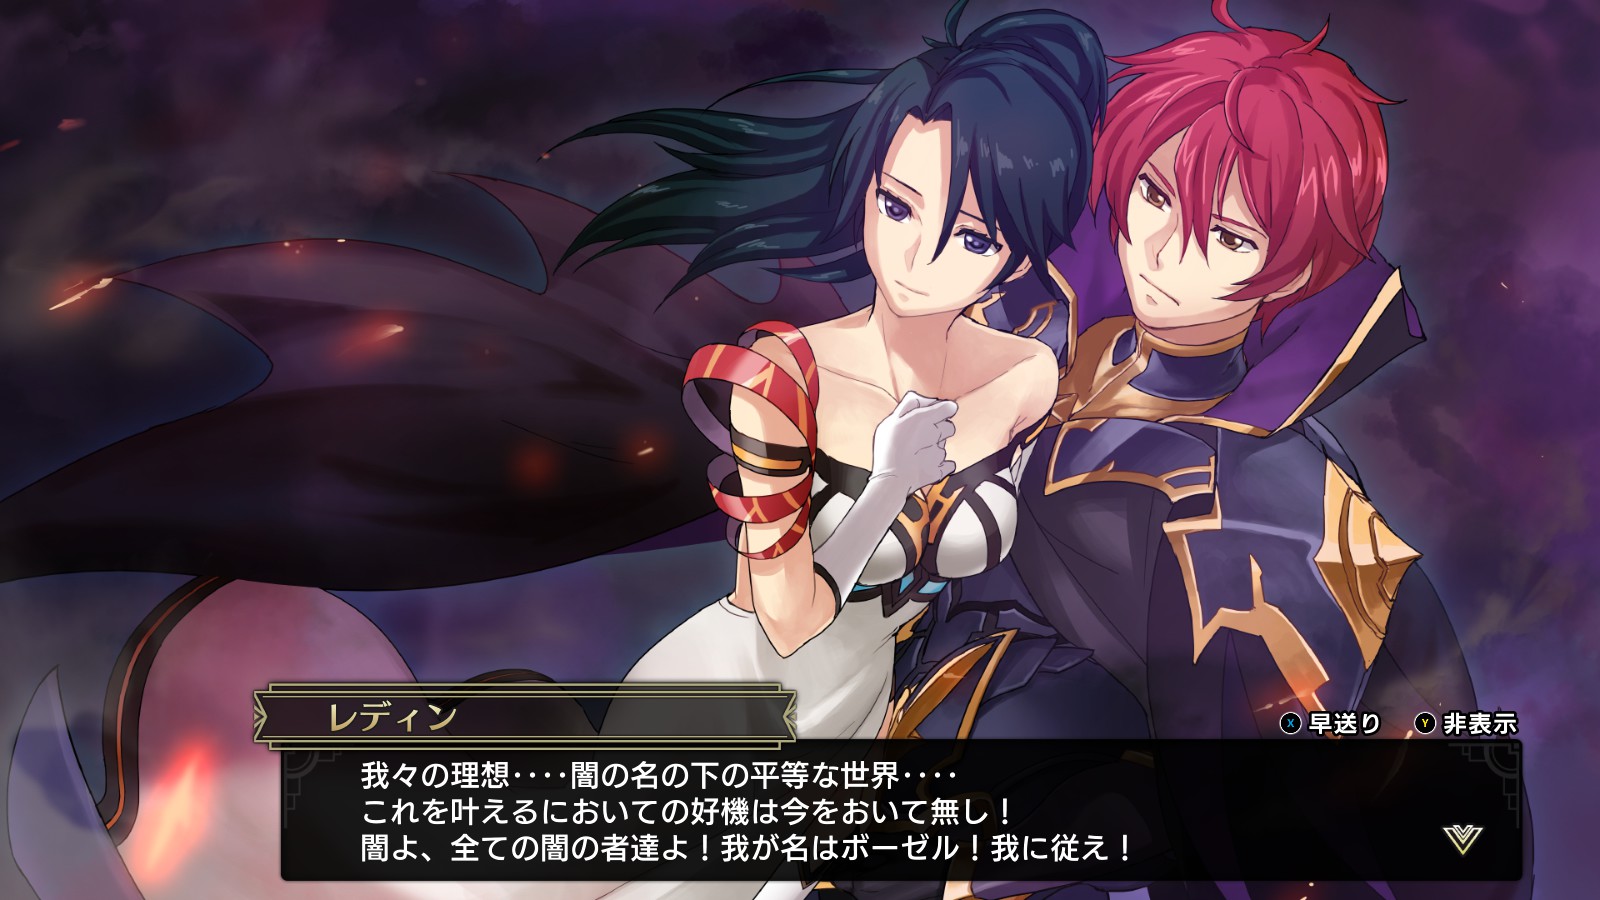 X 早送り Y 非表示
レディン
我々の理想‥‥闇の名の下の平等な世界‥‥
これを叶えるにおいての好機は今をおいて無し！
闇よ、全ての闇の者達よ！我が名はボーゼル！我に従え！